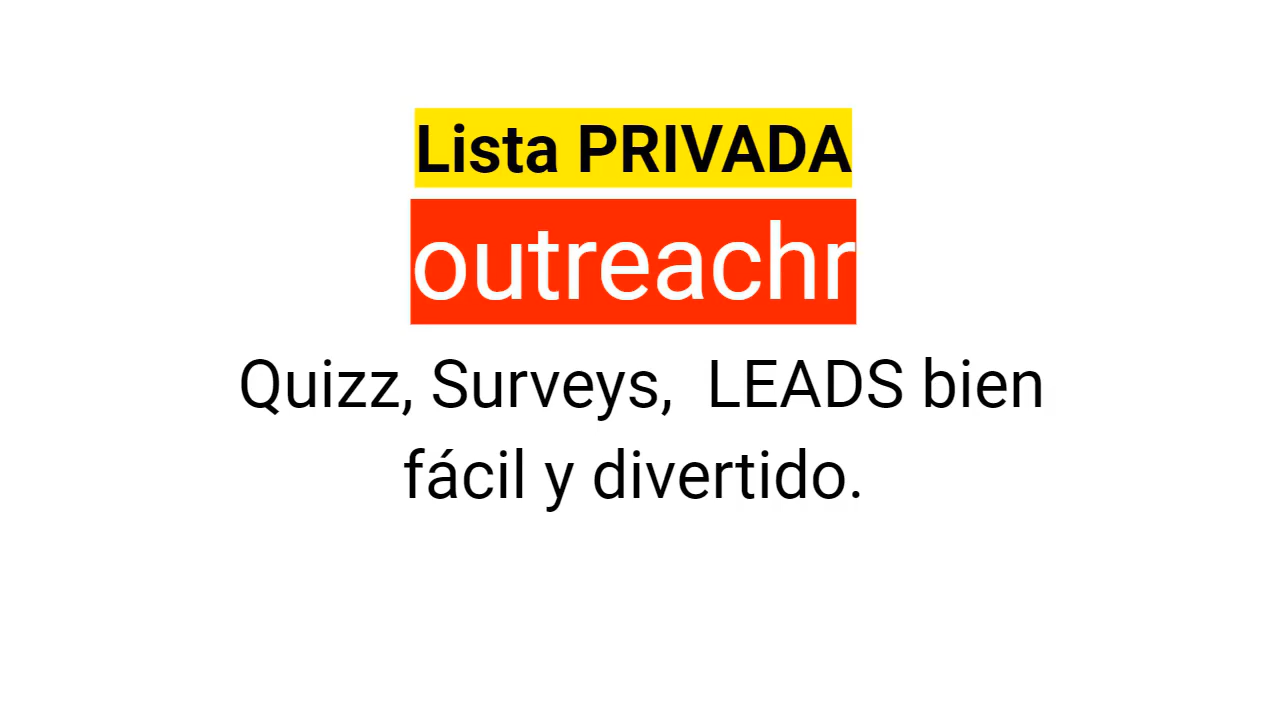 Lista PRIVADA
outreachr
Quizz, Surveys,  LEADS bien
fácil y divertido.